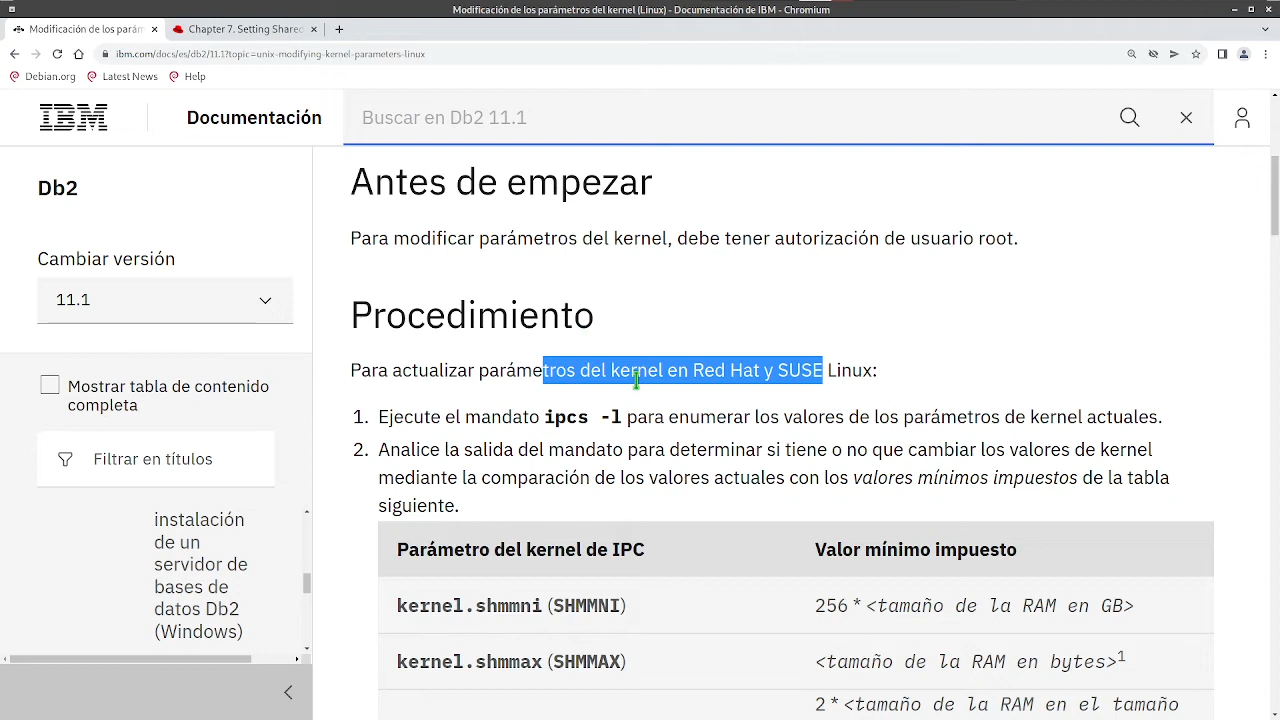 Modificación de los parámetros del kernel (Linux) - Documentación de IBM - Chromium
Modificación de los parám
Chapter 7. Setting Shared
ibm.com/docs/es/db2/11.1?topic=unix-modifying-kernel-parameters-linux
Debian.org
Latest News
Help
IBM
Documentación
Buscar en Db2 11.1
Db2
Cambiar versión
11.1
Mostrar tabla de contenido
completa
Filtrar en títulos
instalación
de un
servidor de
bases de
datos Db2
(Windows)
Antes de empezar
Para modificar parámetros del kernel, debe tener autorización de usuario root.
Procedimiento
Para actualizar parámetros del kernel en Red Hat y SUSE Linux:
1. Ejecute el mandato ipcs -l para enumerar los valores de los parámetros de kernel actuales.
2. Analice la salida del mandato para determinar si tiene o no que cambiar los valores de kernel
mediante la comparación de los valores actuales con los valores mínimos impuestos de la tabla
siguiente.
Parámetro del kernel de IPC
Valor mínimo impuesto
kernel.shmmni (SHMMNI)
256 * <tamaño de la RAM en GB>
kernel.shmmax (SHMMAX)
<tamaño de la RAM en bytes>1
2 * <tamaño de la RAM en el tamaño